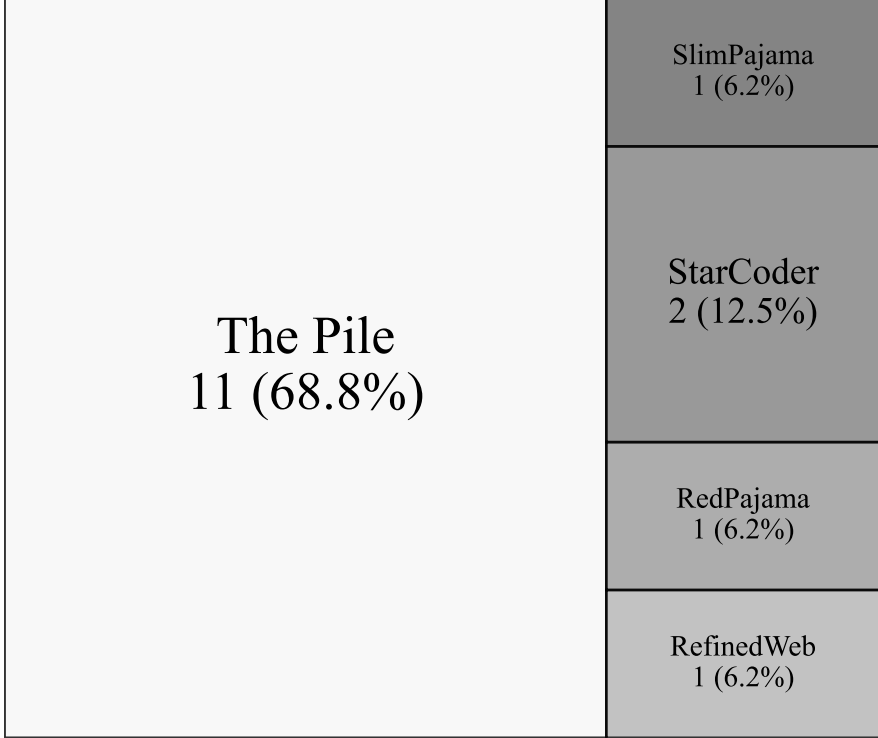 The Pile
11 (68.8%)
SlimPajama
1 (6.2%)
StarCoder
2 (12.5%)
RedPajama
1 (6.2%)
RefinedWeb
1 (6.2%)